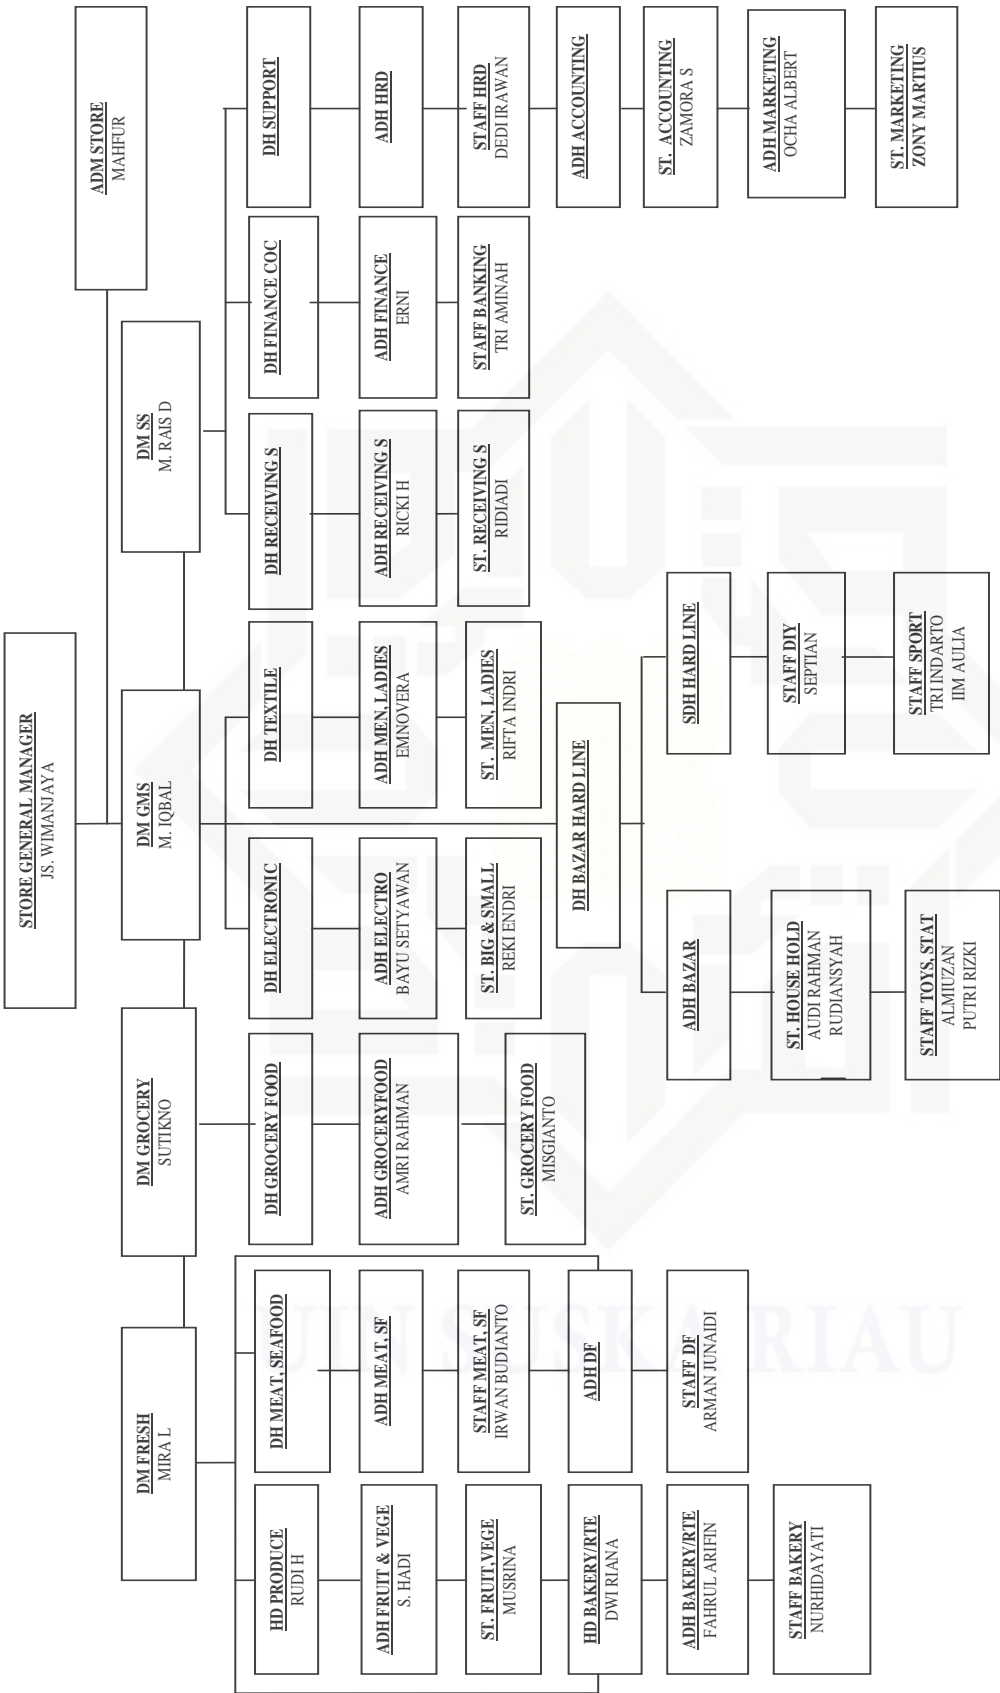 STORE GENERAL MANAGER
JS. WIMANJAYA
ADM STORE
MAHFUR
DM FRESH
MIRA L
DM GROCERY
SUTIKNO
DM GMS
M. IQBAL
DM SS
M. RAIS D
HD PRODUCE
RUDI H
ADH FRUIT & VEGE
S. HADI
ST. FRUIT,VEGE
MUSRINA
HD BAKERY/RTE
DWI RIANA
ADH BAKERY/RTE
FAHRUL ARIFIN
STAFF BAKERY
NURHIDAYATI
DH MEAT, SEAFOOD
ADH MEAT, SF
STAFF MEAT, SF
IRWAN BUDIANTO
ADH DF
STAFF DF
ARMAN JUNAIDI
DH GROCERY FOOD
ADH GROCERYFOOD
AMRI RAHMAN
ST. GROCERY FOOD
MISGIANTO
DH ELECTRONIC
ADH ELECTRO
BAYU SETYAWAN
ST. BIG & SMALL
REKI ENDRI
DH TEXTILE
ADH MEN, LADIES
EMNOVERA
ST. MEN, LADIES
RIFTA INDRI
DH BAZAR HARD LINE
ADH BAZAR
ST. HOUSE HOLD
AUDI RAHMAN
RUDIANSYAH
STAFF TOYS, STAT
ALMIUZAN
PUTRI RIZKI
SDH HARD LINE
STAFF DIY
SEPTIAN
STAFF SPORT
TRI INDARTO
IIM AULIA
DH RECEIVING S
ADH RECEIVING S
RICKI H
ST. RECEIVING S
RIDIADI
DH FINANCE COC
ADH FINANCE
ERNI
STAFF BANKING
TRI AMINAH
DH SUPPORT
ADH HRD
STAFF HRD
DEDI IRAWAN
ADH ACCOUNTING
ST. ACCOUNTING
ZAMORA S
ADH MARKETING
OCHA ALBERT
ST. MARKETING
ZONY MARTIUS
UIN SUSKA RIAU